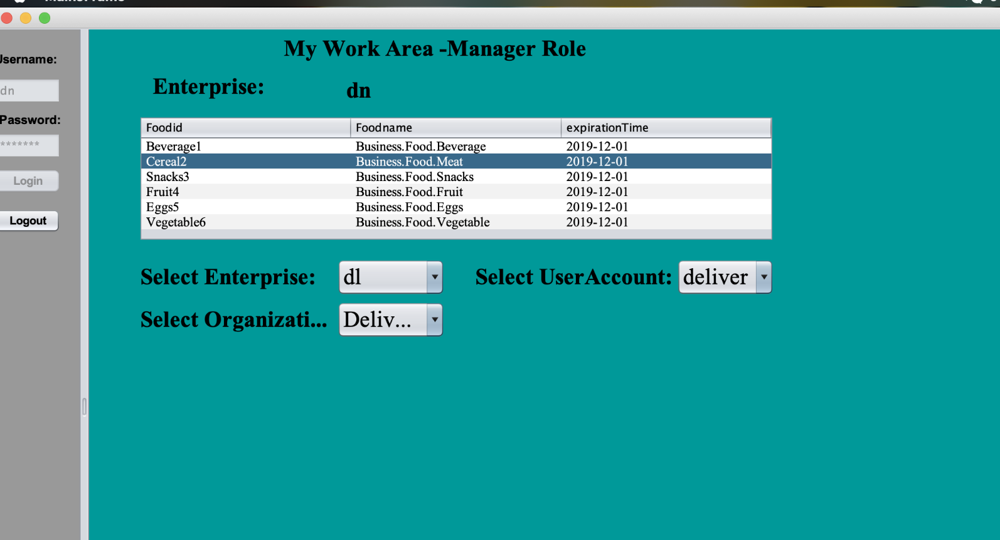 Username:
dn
Password:
*******
Login
Logout
My Work Area -Manager Role
Enterprise: dn
Foodid Foodname expirationTime
Beverage1 Business.Food.Beverage 2019-12-01
Cereal2 Business.Food.Meat 2019-12-01
Snacks3 Business.Food.Snacks 2019-12-01
Fruit4 Business.Food.Fruit 2019-12-01
Eggs5 Business.Food.Eggs 2019-12-01
Vegetable6 Business.Food.Vegetable 2019-12-01
Select Enterprise: dl Select UserAccount: deliver
Select Organizati... Deliv...